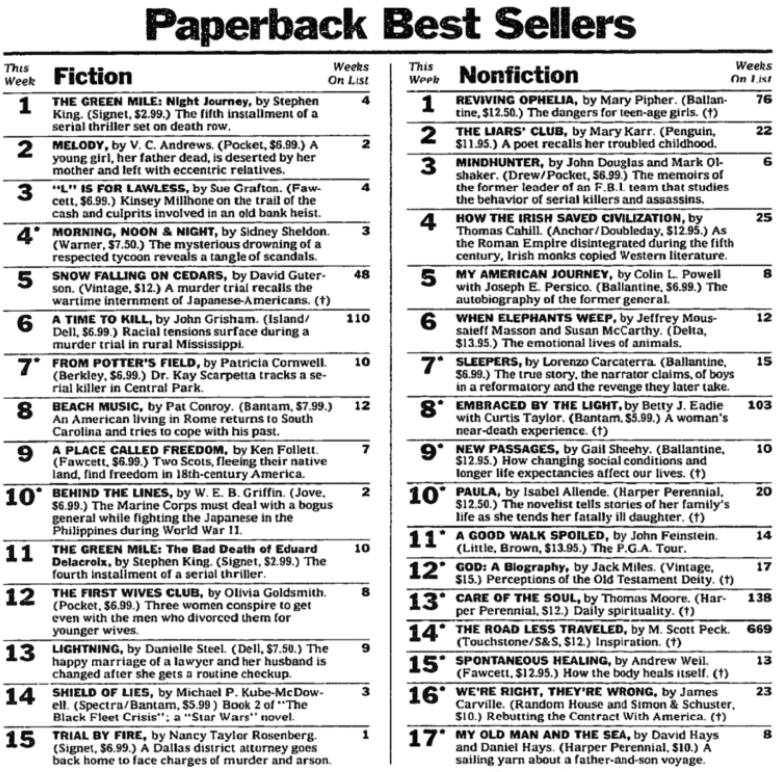 Paperback Best Sellers
This Week
Fiction
Weeks On List
1 THE GREEN MILE: Night Journey, by Stephen 4
King. (Signet, $2.99.) The fifth installment of a
serial thriller set on death row.
2 MELODY, by V. C. Andrews. (Pocket, $6.99.) A 2
young girl, her father dead, is deserted by her
mother and left with eccentric relatives.
3 "L" IS FOR LAWLESS, by Sue Grafton. (Faw- 4
cett, $6.99.) Kinsey Millhone on the trail of the
cash and culprits involved in an old bank heist.
4* MORNING, NOON & NIGHT, by Sidney Sheldon. 3
(Warner, $7.50.) The mysterious drowning of a
respected tycoon reveals a tangle of scandals.
5 SNOW FALLING ON CEDARS, by David Guter- 48
son. (Vintage, $12.) A murder trial recalls the
wartime internment of Japanese-Americans. (†)
6 A TIME TO KILL, by John Grisham. (Island/ 110
Dell, $6.99.) Racial tensions surface during a
murder trial in rural Mississippi.
7* FROM POTTER'S FIELD, by Patricia Cornwell. 10
(Berkley, $6.99.) Dr. Kay Scarpetta tracks a se-
rial killer in Central Park.
8 BEACH MUSIC, by Pat Conroy. (Bantam, $7.99.) 12
An American living in Rome returns to South
Carolina and tries to cope with his past.
9 A PLACE CALLED FREEDOM, by Ken Follett. 7
(Fawcett, $6.99.) Two Scots, fleeing their native
land, find freedom in 18th-century America.
10* BEHIND THE LINES, by W. E. B. Griffin. (Jove, 2
$6.99.) The Marine Corps must deal with a bogus
general while fighting the Japanese in the
Philippines during World War II.
11 THE GREEN MILE: The Bad Death of Eduard 10
Delacroix, by Stephen King. (Signet, $2.99.) The
fourth installment of a serial thriller.
12 THE FIRST WIVES CLUB, by Olivia Goldsmith. 8
(Pocket, $6.99.) Three women conspire to get
even with the men who divorced them for
younger wives.
13 LIGHTNING, by Danielle Steel. (Dell, $7.50.) The 9
happy marriage of a lawyer and her husband is
changed after she gets a routine checkup.
14 SHIELD OF LIES, by Michael P. Kube-McDow- 3
ell. (Spectra/Bantam, $5.99) Book 2 of "The
Black Fleet Crisis"; a "Star Wars" novel.
15 TRIAL BY FIRE, by Nancy Taylor Rosenberg. 1
(Signet, $6.99.) A Dallas district attorney goes
back home to face charges of murder and arson.
This Week
Nonfiction
Weeks On List
1 REVIVING OPHELIA, by Mary Pipher. (Ballan- 76
tine, $12.50.) The dangers for teen-age girls. (†)
2 THE LIARS' CLUB, by Mary Karr. (Penguin, 22
$11.95.) A poet recalls her troubled childhood.
3 MINDHUNTER, by John Douglas and Mark Ol- 6
shaker. (Drew/Pocket, $6.99.) The memoirs of
the former leader of an F.B.I. team that studies
the behavior of serial killers and assassins.
4 HOW THE IRISH SAVED CIVILIZATION, by 25
Thomas Cahill. (Anchor/Doubleday, $12.95.) As
the Roman Empire disintegrated during the fifth
century, Irish monks copied Western literature.
5 MY AMERICAN JOURNEY, by Colin L. Powell 8
with Joseph E. Persico. (Ballantine, $6.99.) The
autobiography of the former general.
6 WHEN ELEPHANTS WEEP, by Jeffrey Mous- 12
saieff Masson and Susan McCarthy. (Delta,
$13.95.) The emotional lives of animals.
7* SLEEPERS, by Lorenzo Carcaterra. (Ballantine, 15
$6.99.) The true story, the narrator claims, of boys
in a reformatory and the revenge they later take.
8* EMBRACED BY THE LIGHT, by Betty J. Eadie 103
with Curtis Taylor. (Bantam, $5.99.) A woman's
near-death experience. (†)
9* NEW PASSAGES, by Gail Sheehy. (Ballantine, 10
$12.95.) How changing social conditions and
longer life expectancies affect our lives. (†)
10* PAULA, by Isabel Allende. (Harper Perennial, 20
$12.50.) The novelist tells stories of her family's
life as she tends her fatally ill daughter. (†)
11* A GOOD WALK SPOILED, by John Feinstein. 14
(Little, Brown, $13.95.) The P.G.A. Tour.
12* GOD: A Biography, by Jack Miles. (Vintage, 17
$15.) Perceptions of the Old Testament Deity. (†)
13* CARE OF THE SOUL, by Thomas Moore. (Har- 138
per Perennial, $12.) Daily spirituality. (†)
14* THE ROAD LESS TRAVELED, by M. Scott Peck. 669
(Touchstone/S&S, $12.) Inspiration. (†)
15* SPONTANEOUS HEALING, by Andrew Weil. 13
(Fawcett, $12.95.) How the body heals itself. (†)
16* WE'RE RIGHT, THEY'RE WRONG, by James 23
Carville. (Random House and Simon & Schuster,
$10.) Rebutting the Contract With America. (†)
17* MY OLD MAN AND THE SEA, by David Hays 8
and Daniel Hays. (Harper Perennial, $10.) A
sailing yarn about a father-and-son voyage.